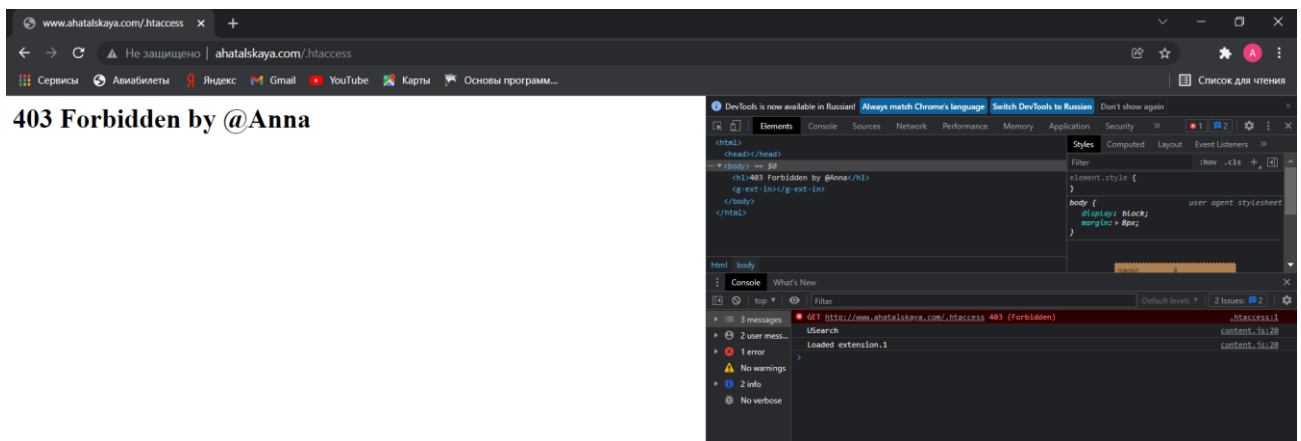 www.ahatalskaya.com/.htaccess
Не защищено | ahatalskaya.com/.htaccess
A
Сервисы Авиабилеты Яндекс Gmail YouTube Карты Основы программ... Список для чтения
403 Forbidden by @Anna
DevTools is now available in Russian! Always match Chrome's language Switch DevTools to Russian Don't show again
Elements Console Sources Network Performance Memory Application Security » 1 2
<html>
<head></head>
<body> == $0
<h1>403 Forbidden by @Anna</h1>
<g-ext-in></g-ext-in>
</body>
</html>
html body
Styles Computed Layout Event Listeners »
Filter :hov .cls +
element.style {
}
body { user agent stylesheet
display: block;
margin: 8px;
}
margin 8
Console What's New
top Filter Default levels 2 Issues: 2
3 messages
2 user mess...
1 error
No warnings
2 info
No verbose
GET http://www.ahatalskaya.com/.htaccess 403 (Forbidden) .htaccess:1
USearch content.js:20
Loaded extension.1 content.js:20